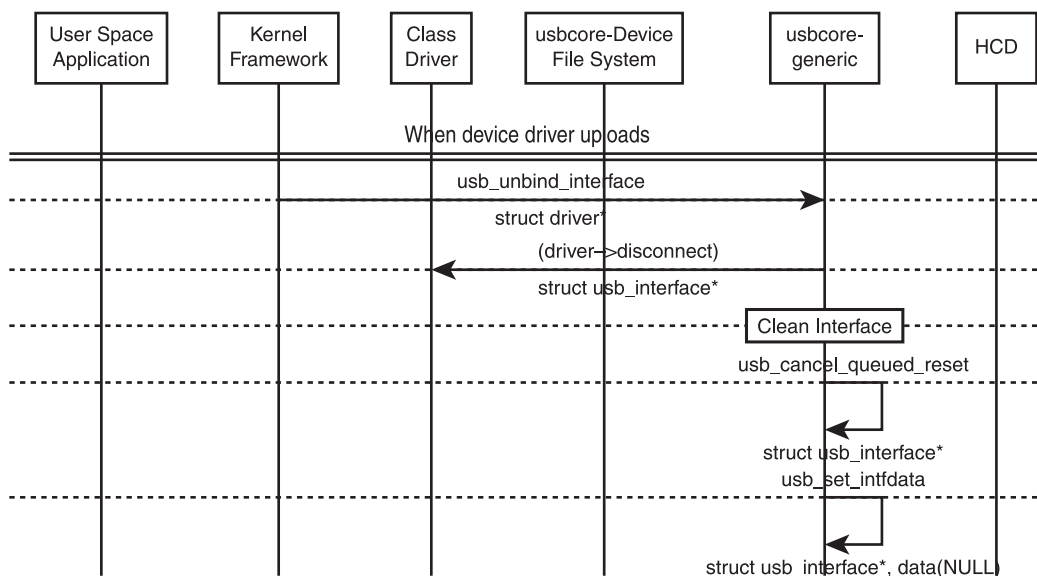 User Space
Application
Kernel
Framework
Class
Driver
usbcore-Device
File System
usbcore-
generic
HCD
When device driver uploads
usb_unbind_interface
struct driver*
(driver->disconnect)
struct usb_interface*
Clean Interface
usb_cancel_queued_reset
struct usb_interface*
usb_set_intfdata
struct usb_interface*, data(NULL)